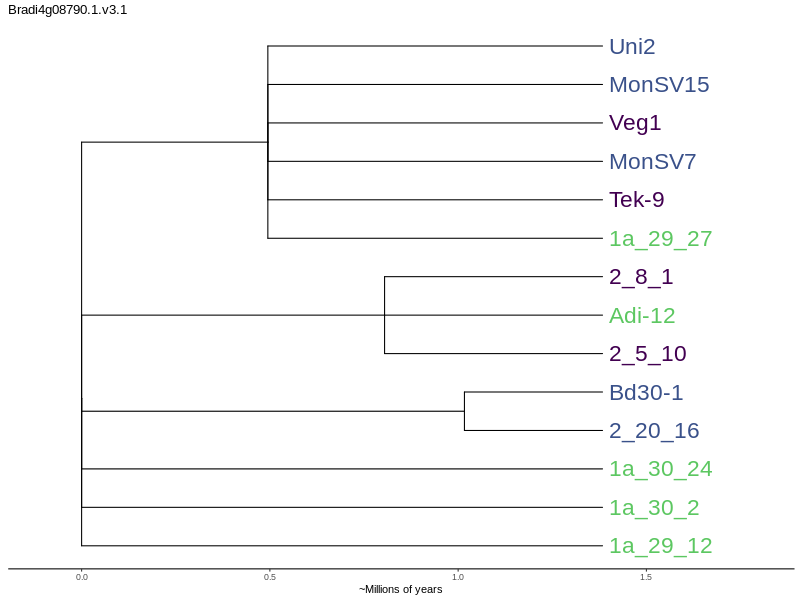 Bradi4g08790.1.v3.1
Uni2
MonSV15
Veg1
MonSV7
Tek-9
1a_29_27
2_8_1
Adi-12
2_5_10
Bd30-1
2_20_16
1a_30_24
1a_30_2
1a_29_12
0.0 0.5 1.0 1.5
~Millions of years